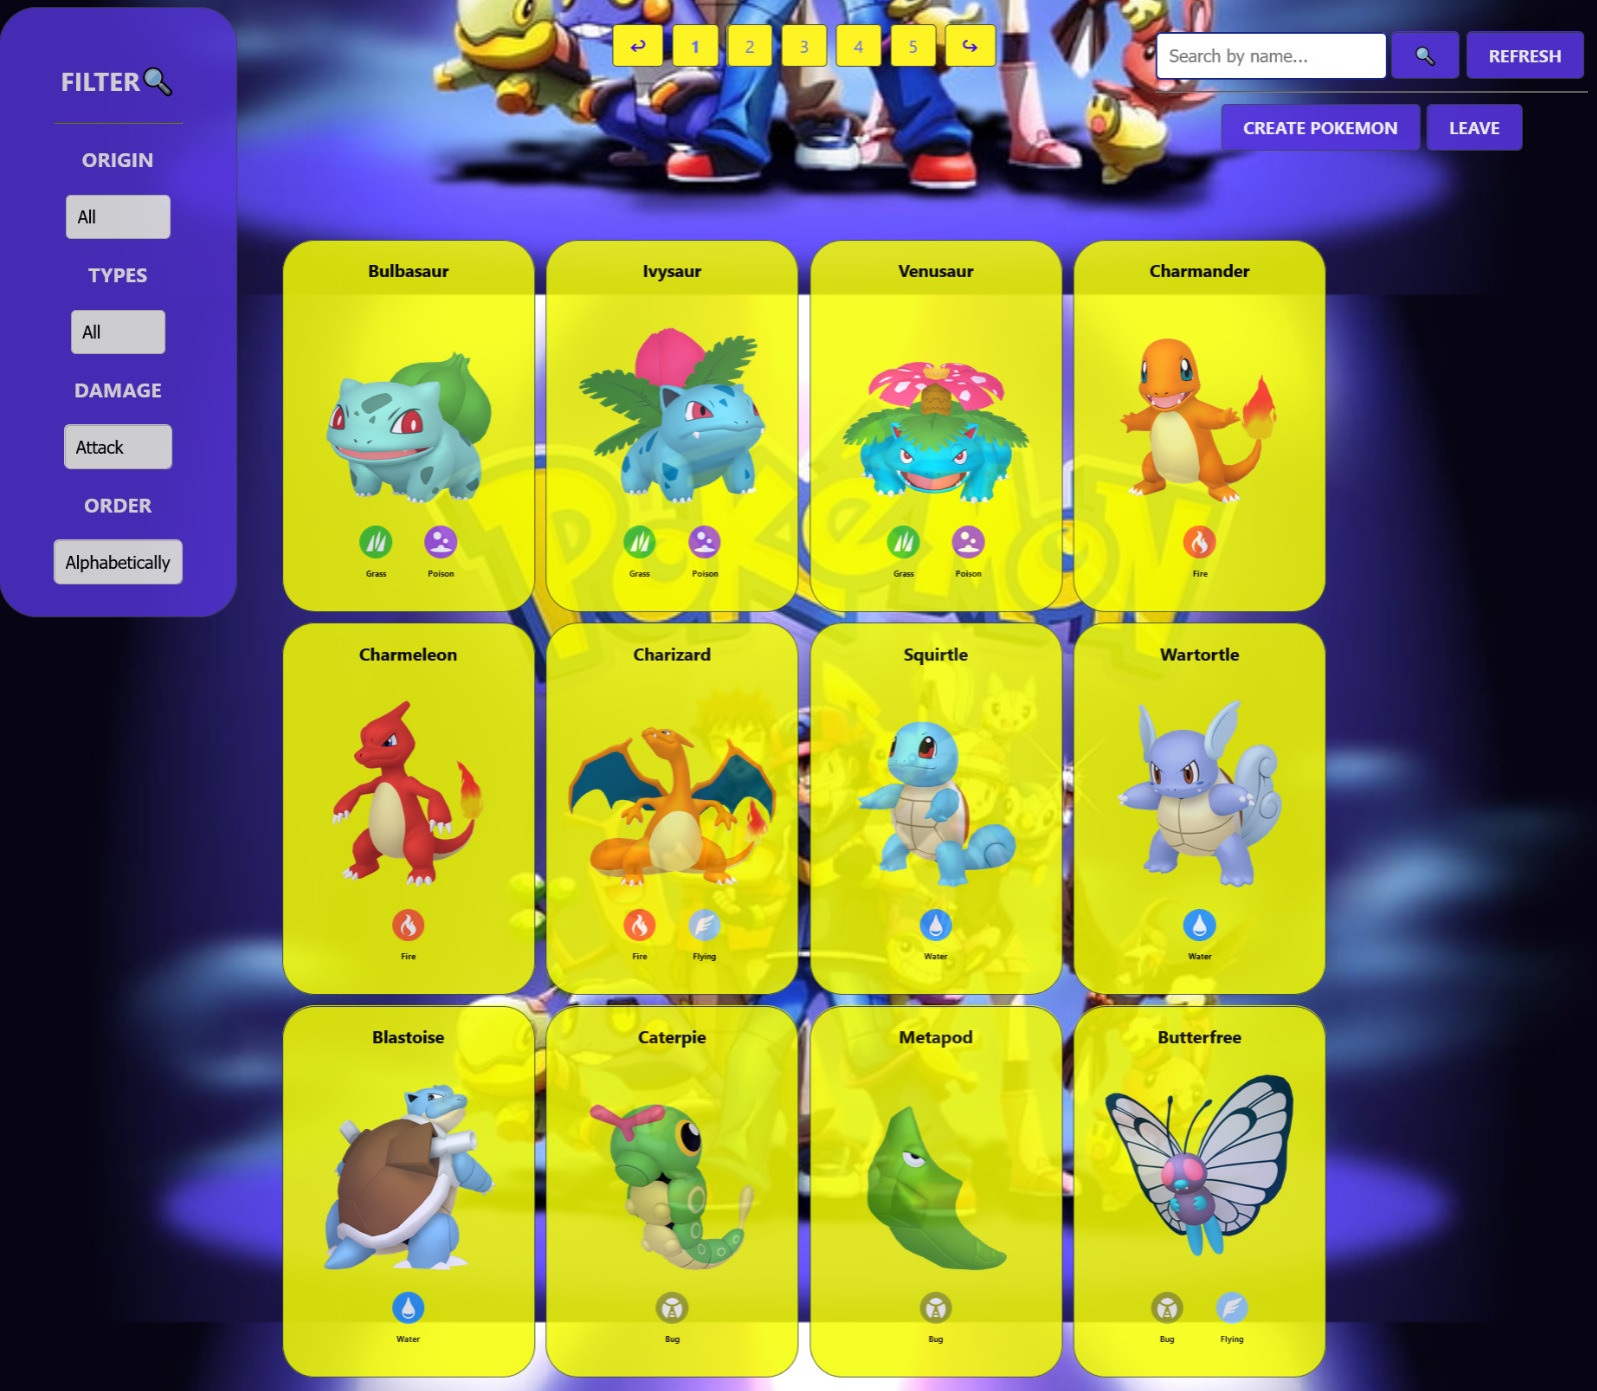 FILTER🔍
ORIGIN
All
TYPES
All
DAMAGE
Attack
ORDER
Alphabetically
↩ 1 2 3 4 5 ↪
Search by name... 🔍 REFRESH
CREATE POKEMON LEAVE
Bulbasaur
Grass Poison
Ivysaur
Grass Poison
Venusaur
Grass Poison
Charmander
Fire
Charmeleon
Fire
Charizard
Fire Flying
Squirtle
Water
Wartortle
Water
Blastoise
Water
Caterpie
Bug
Metapod
Bug
Butterfree
Bug Flying
POKéMON